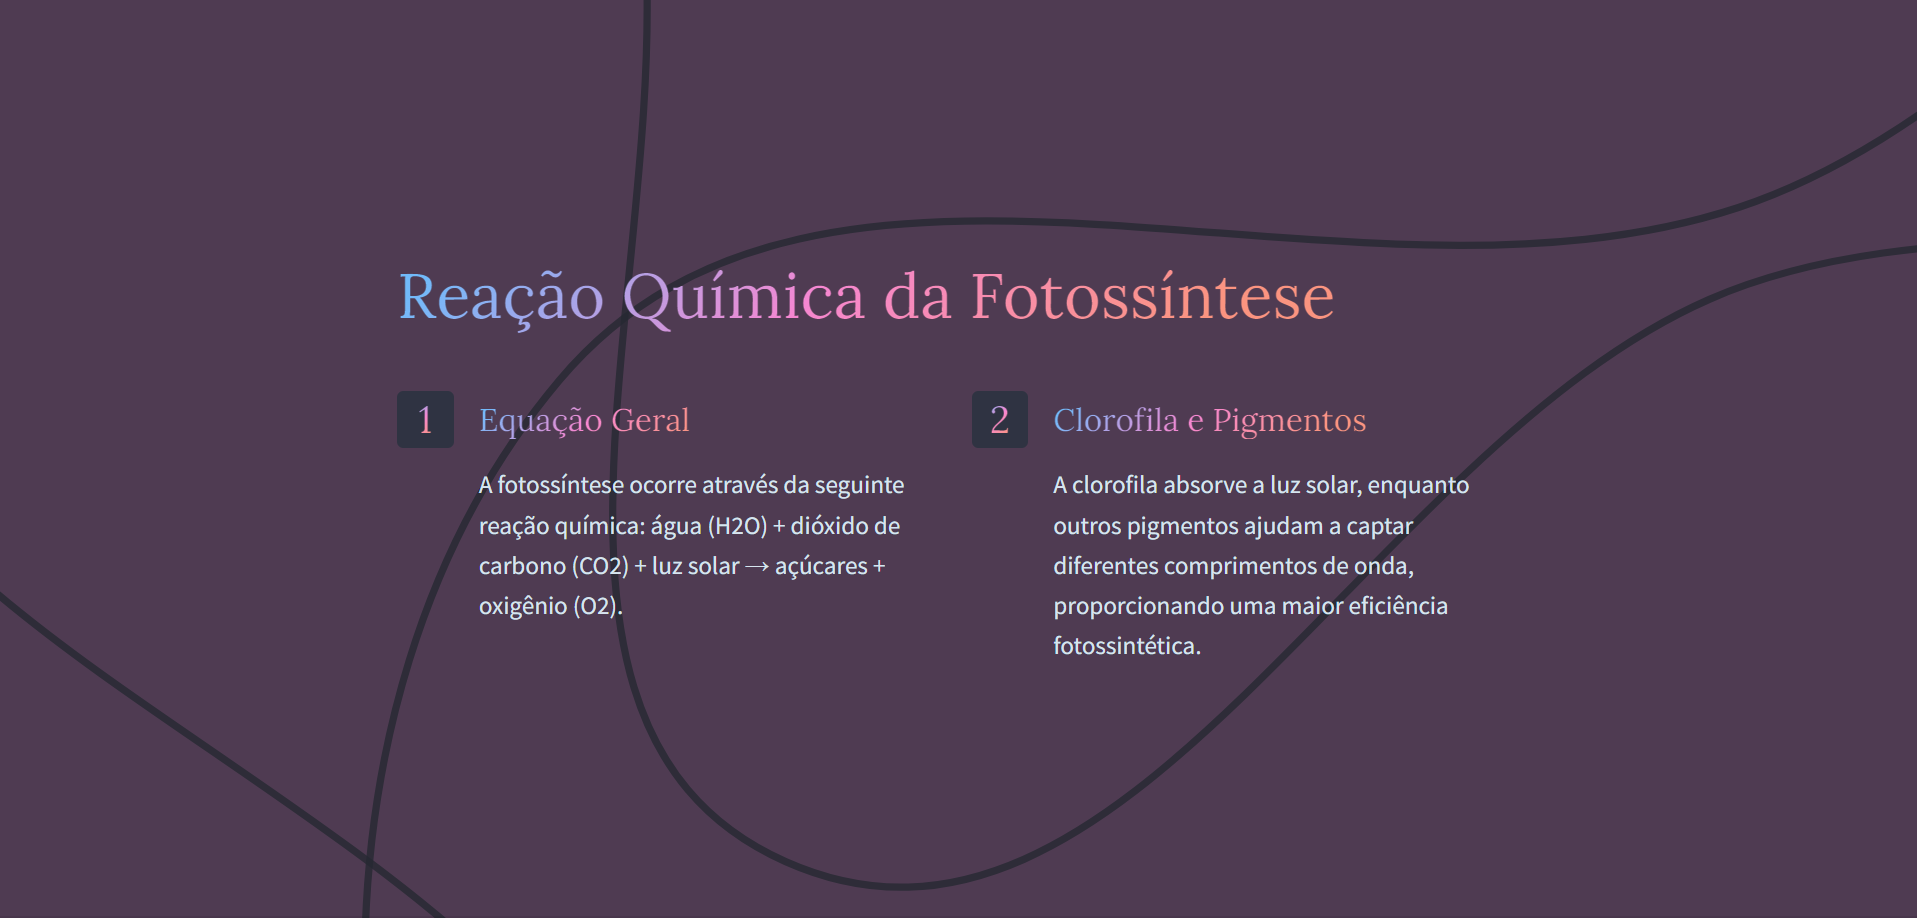 Reação Química da Fotossíntese
1
Equação Geral
A fotossíntese ocorre através da seguinte
reação química: água (H2O) + dióxido de
carbono (CO2) + luz solar → açúcares +
oxigênio (O2).
2
Clorofila e Pigmentos
A clorofila absorve a luz solar, enquanto
outros pigmentos ajudam a captar
diferentes comprimentos de onda,
proporcionando uma maior eficiência
fotossintética.